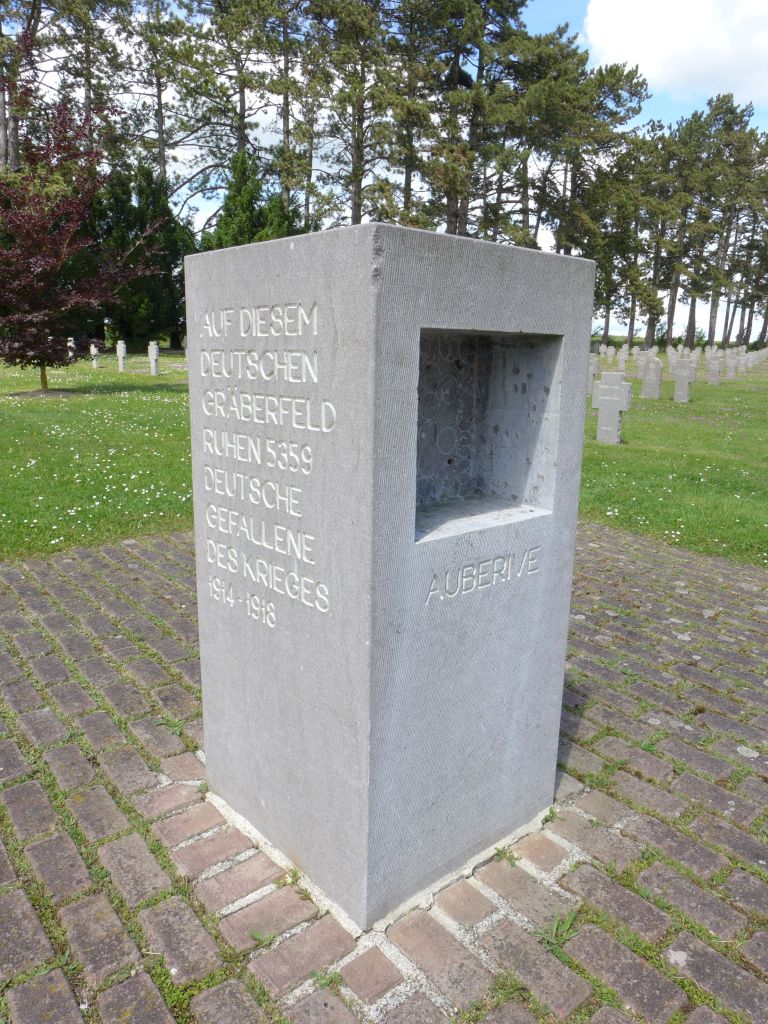 AUF DIESEM
DEUTSCHEN
GRÄBERFELD
RUHEN 5359
DEUTSCHE
GEFALLENE
DES KRIEGES
1914-1918
AUBERIVE